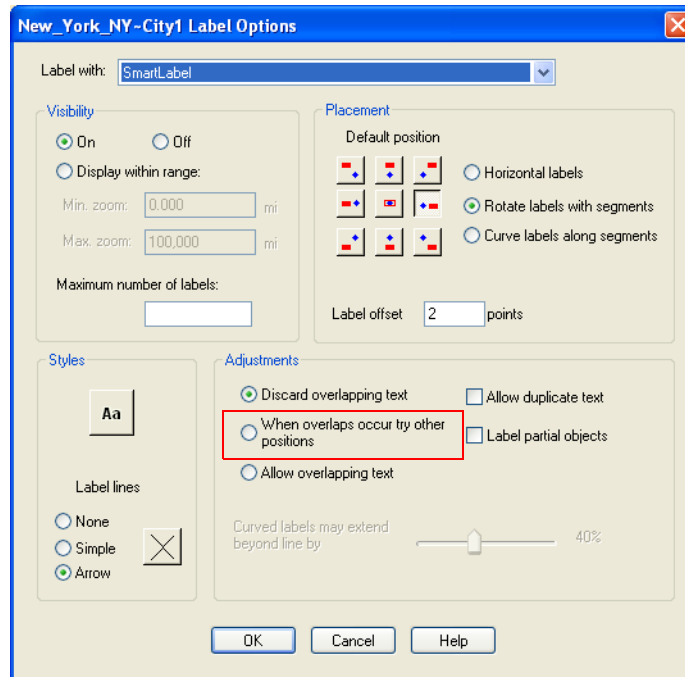 New_York_NY~City1 Label Options
Label with: SmartLabel
Visibility
On Off
Display within range:
Min. zoom: 0.000 mi
Max. zoom: 100,000 mi
Maximum number of labels:
Placement
Default position
Horizontal labels
Rotate labels with segments
Curve labels along segments
Label offset 2 points
Styles
Aa
Label lines
None
Simple
Arrow
Adjustments
Discard overlapping text
When overlaps occur try other
positions
Allow overlapping text
Allow duplicate text
Label partial objects
Curved labels may extend
beyond line by
40%
OK Cancel Help